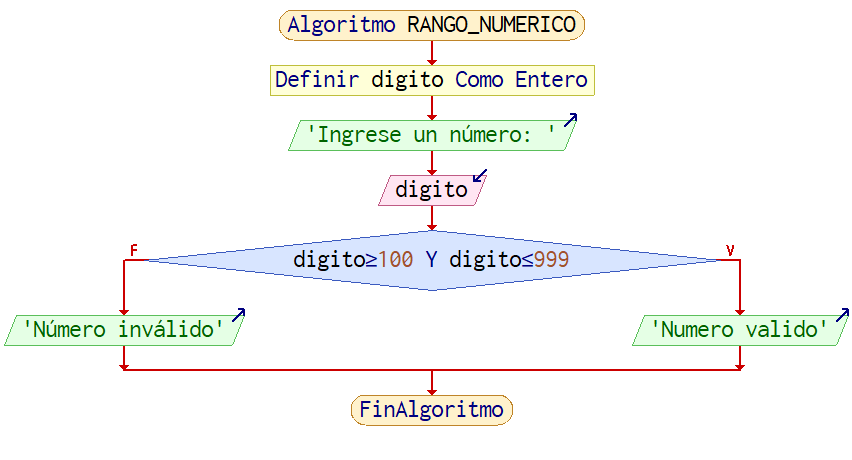 Algoritmo RANGO_NUMERICO
Definir digito Como Entero
'Ingrese un número: '
digito
F
V
digito≥100 Y digito≤999
'Número inválido'
'Numero valido'
FinAlgoritmo